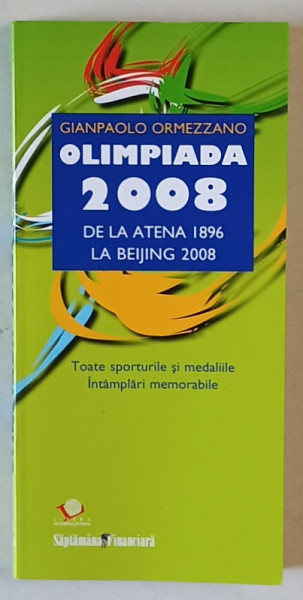 GIANPAOLO ORMEZZANO
OLIMPIADA
2008
DE LA ATENA 1896
LA BEIJING 2008
Toate sporturile și medaliile
Întâmplări memorabile
Săptămâna Financiară